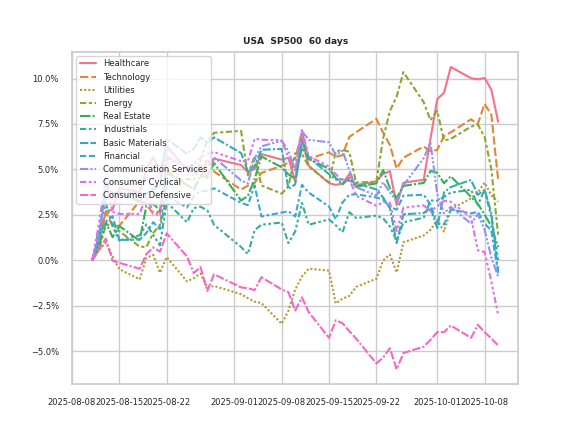 USA SP500 60 days
10.0%
7.5%
5.0%
2.5%
0.0%
−2.5%
−5.0%
Healthcare
Technology
Utilities
Energy
Real Estate
Industrials
Basic Materials
Financial
Communication Services
Consumer Cyclical
Consumer Defensive
2025-08-08 2025-08-15 2025-08-22 2025-09-01 2025-09-08 2025-09-15 2025-09-22 2025-10-01 2025-10-08